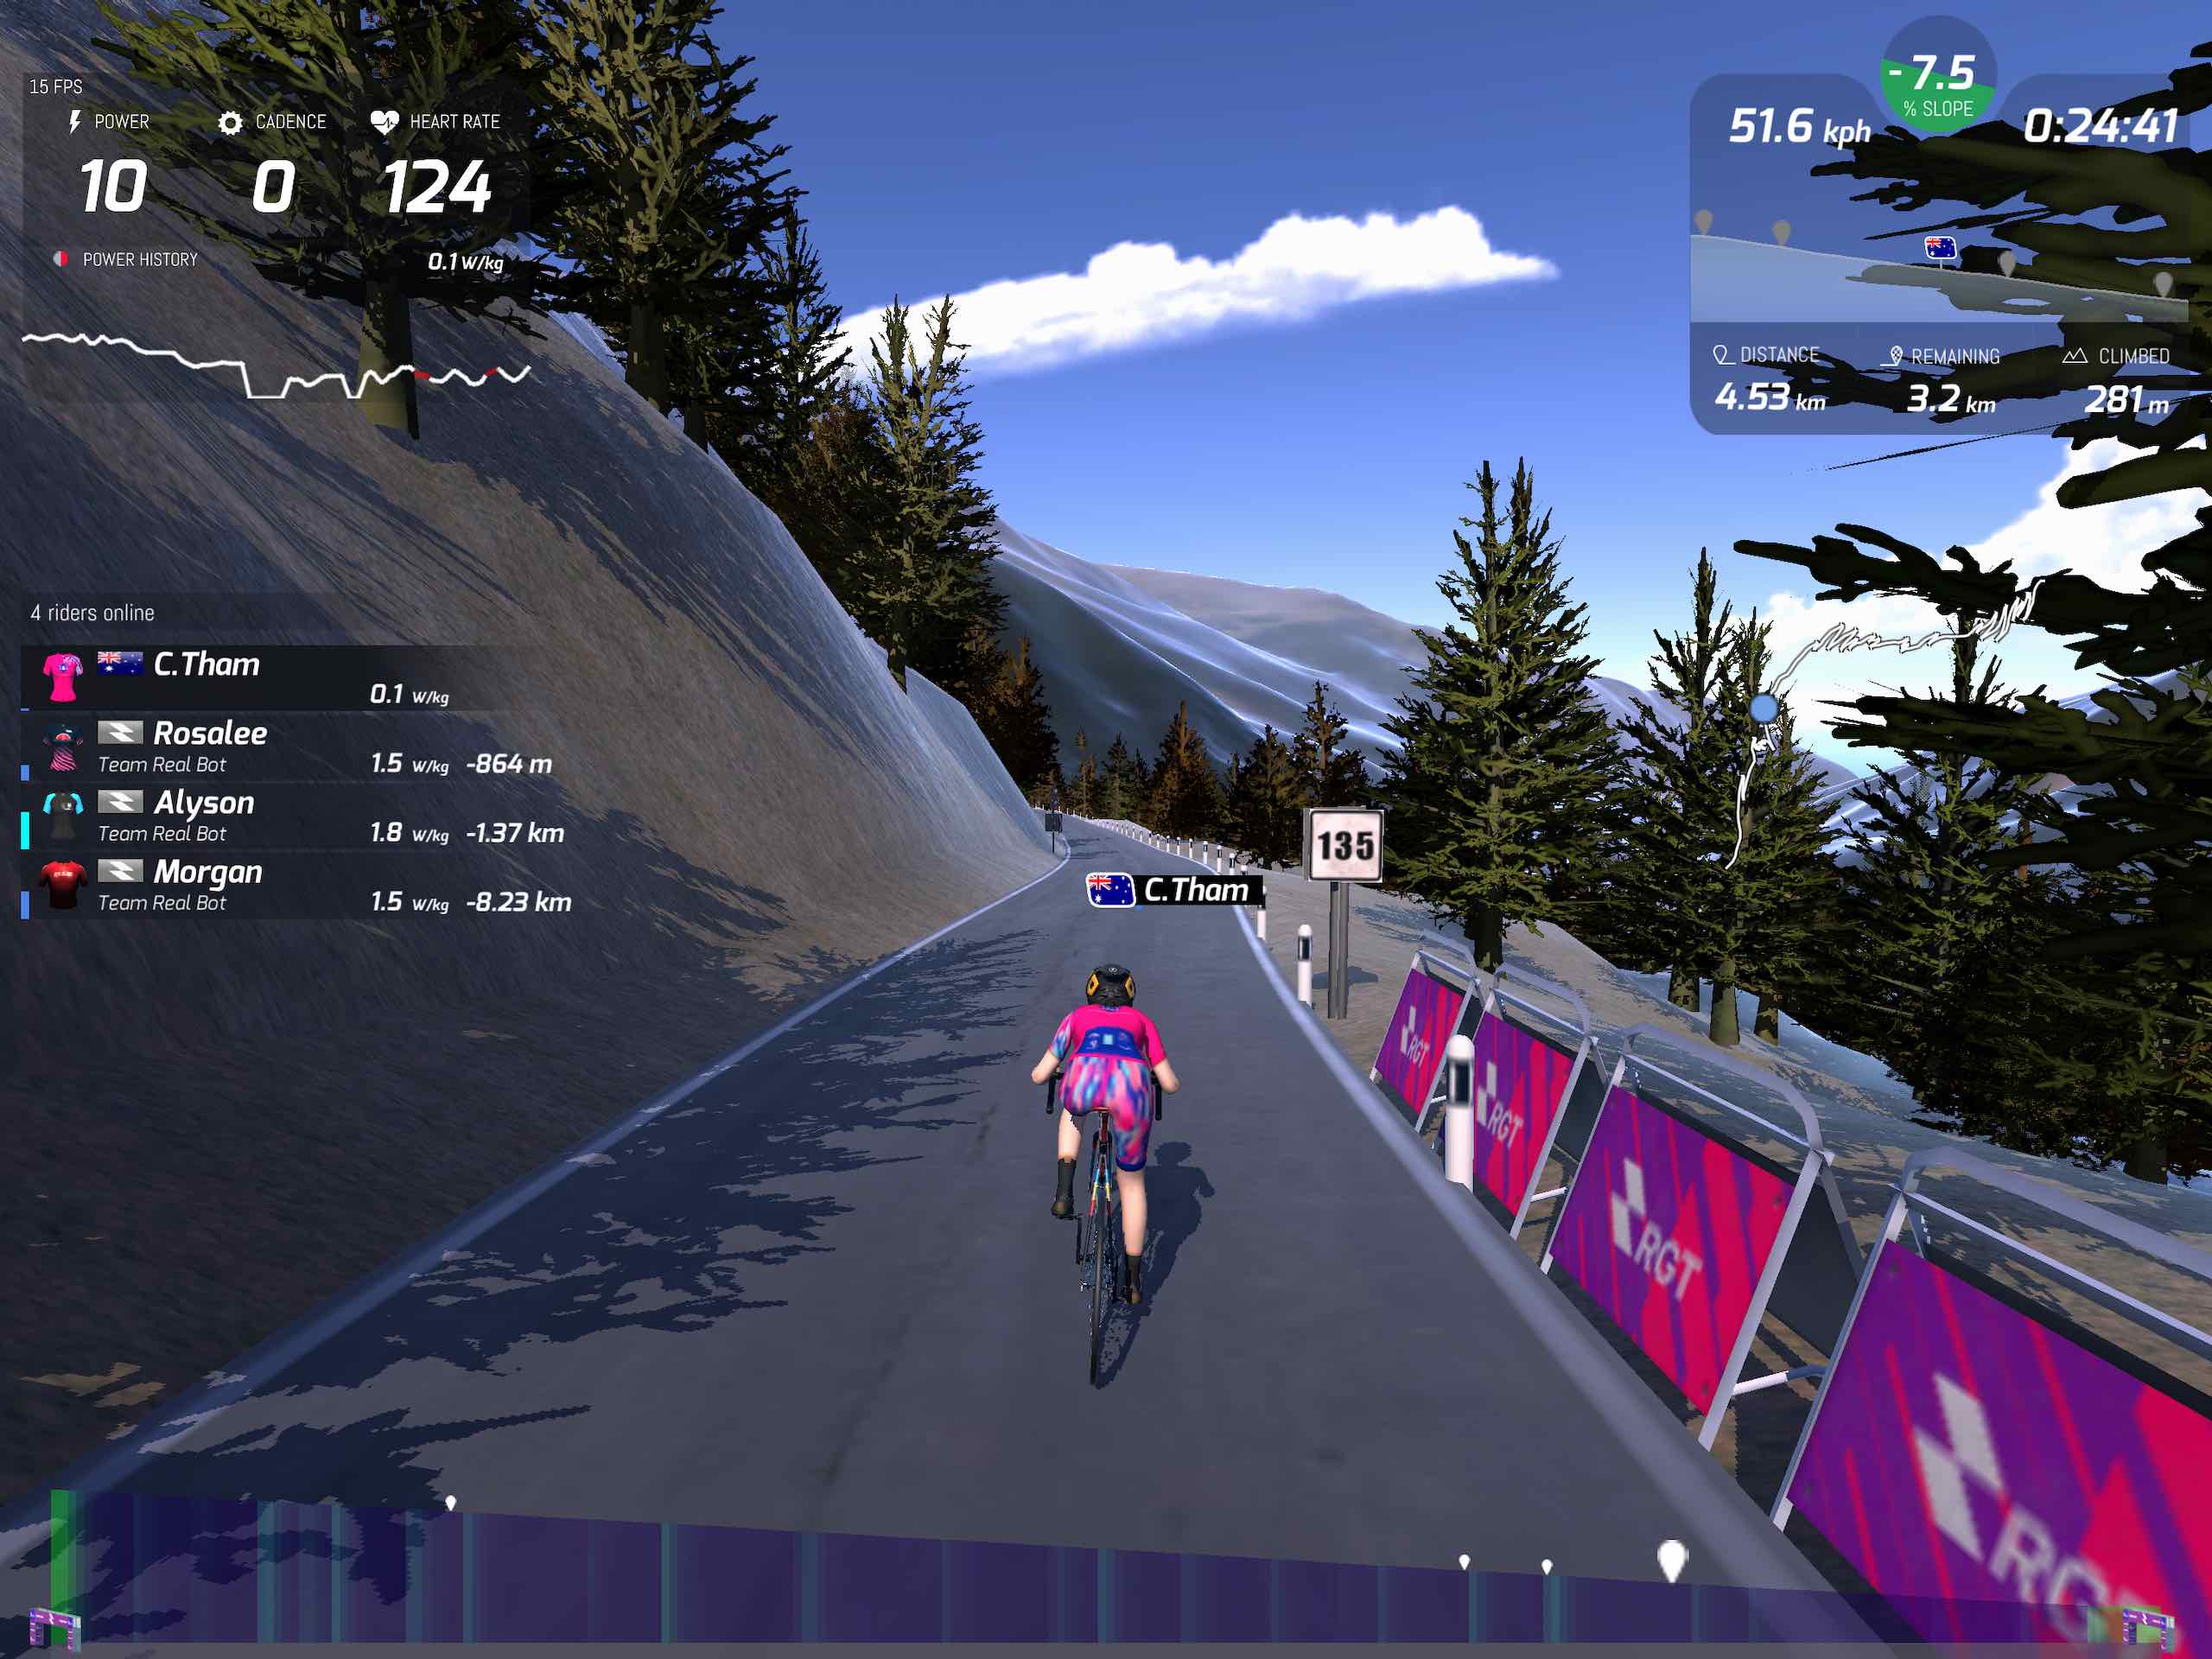 15 FPS
POWER CADENCE HEART RATE
10 0 124
POWER HISTORY 0.1 W/kg
-7.5
% SLOPE
51.6 kph 0:24:41
DISTANCE REMAINING CLIMBED
4.53 km 3.2 km 281 m
4 riders online
C.Tham
0.1 W/kg
Rosalee
Team Real Bot 1.5 W/kg -864 m
Alyson
Team Real Bot 1.8 W/kg -1.37 km
Morgan
Team Real Bot 1.5 W/kg -8.23 km
135
C.Tham
RGT
RGT
RGT
RGT